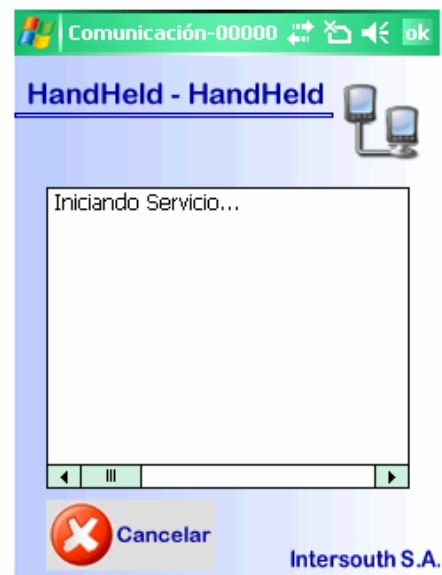 Comunicación-00000 ok
HandHeld - HandHeld
Iniciando Servicio...
Cancelar
Intersouth S.A.